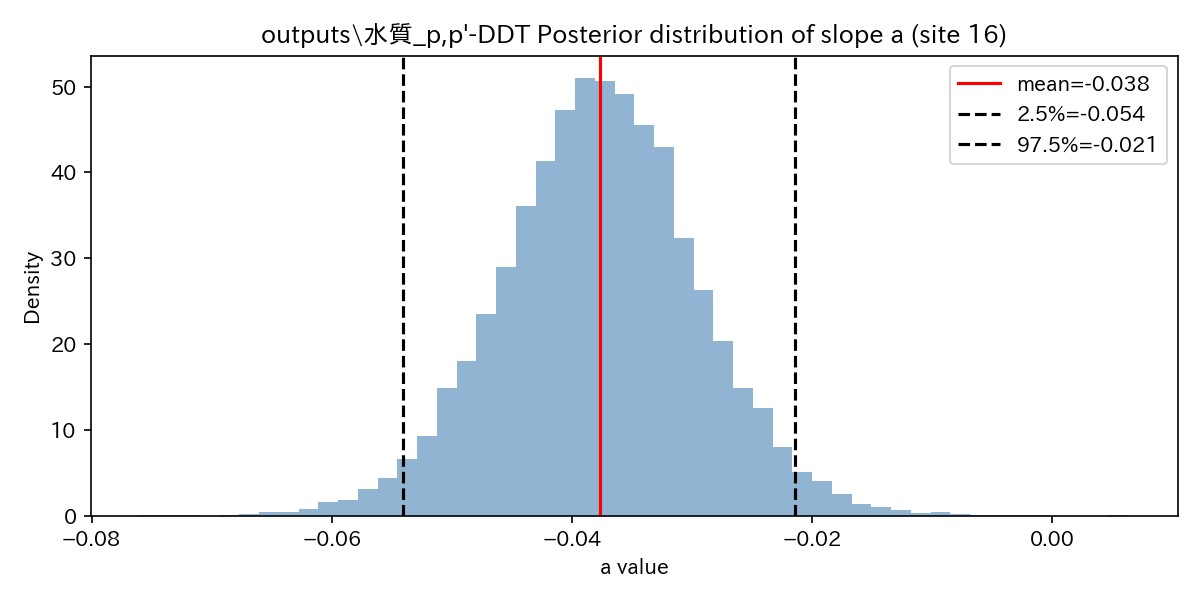 outputs\水質_p,p'-DDT Posterior distribution of slope a (site 16)
mean=-0.038
2.5%=-0.054
97.5%=-0.021
Density
50
40
30
20
10
0
−0.08 −0.06 −0.04 −0.02 0.00
a value